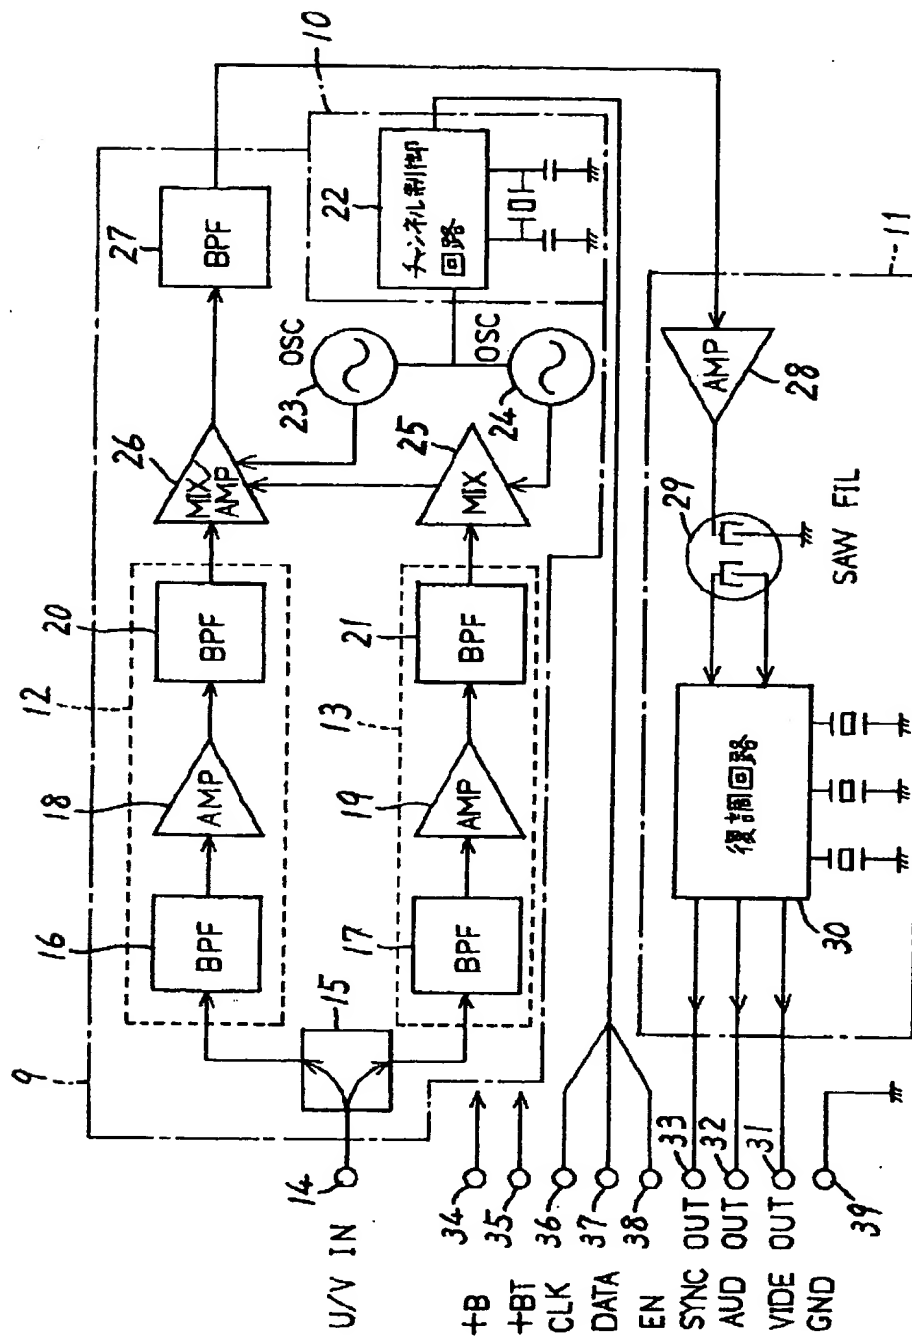 9
12
16
BPF
18
AMP
20
BPF
26
MIX/
AMP
27
BPF
10
22
チャンネル制御
回路
OSC
23
OSC
24
25
MIX
13
17
BPF
19
AMP
21
BPF
15
U/V IN
14
+B
34
+BT
35
CLK
36
DATA
37
EN
38
SYNC OUT
33
AUD OUT
32
VIDE OUT
31
GND
39
11
AMP
28
29
SAW FIL
復調回路
30